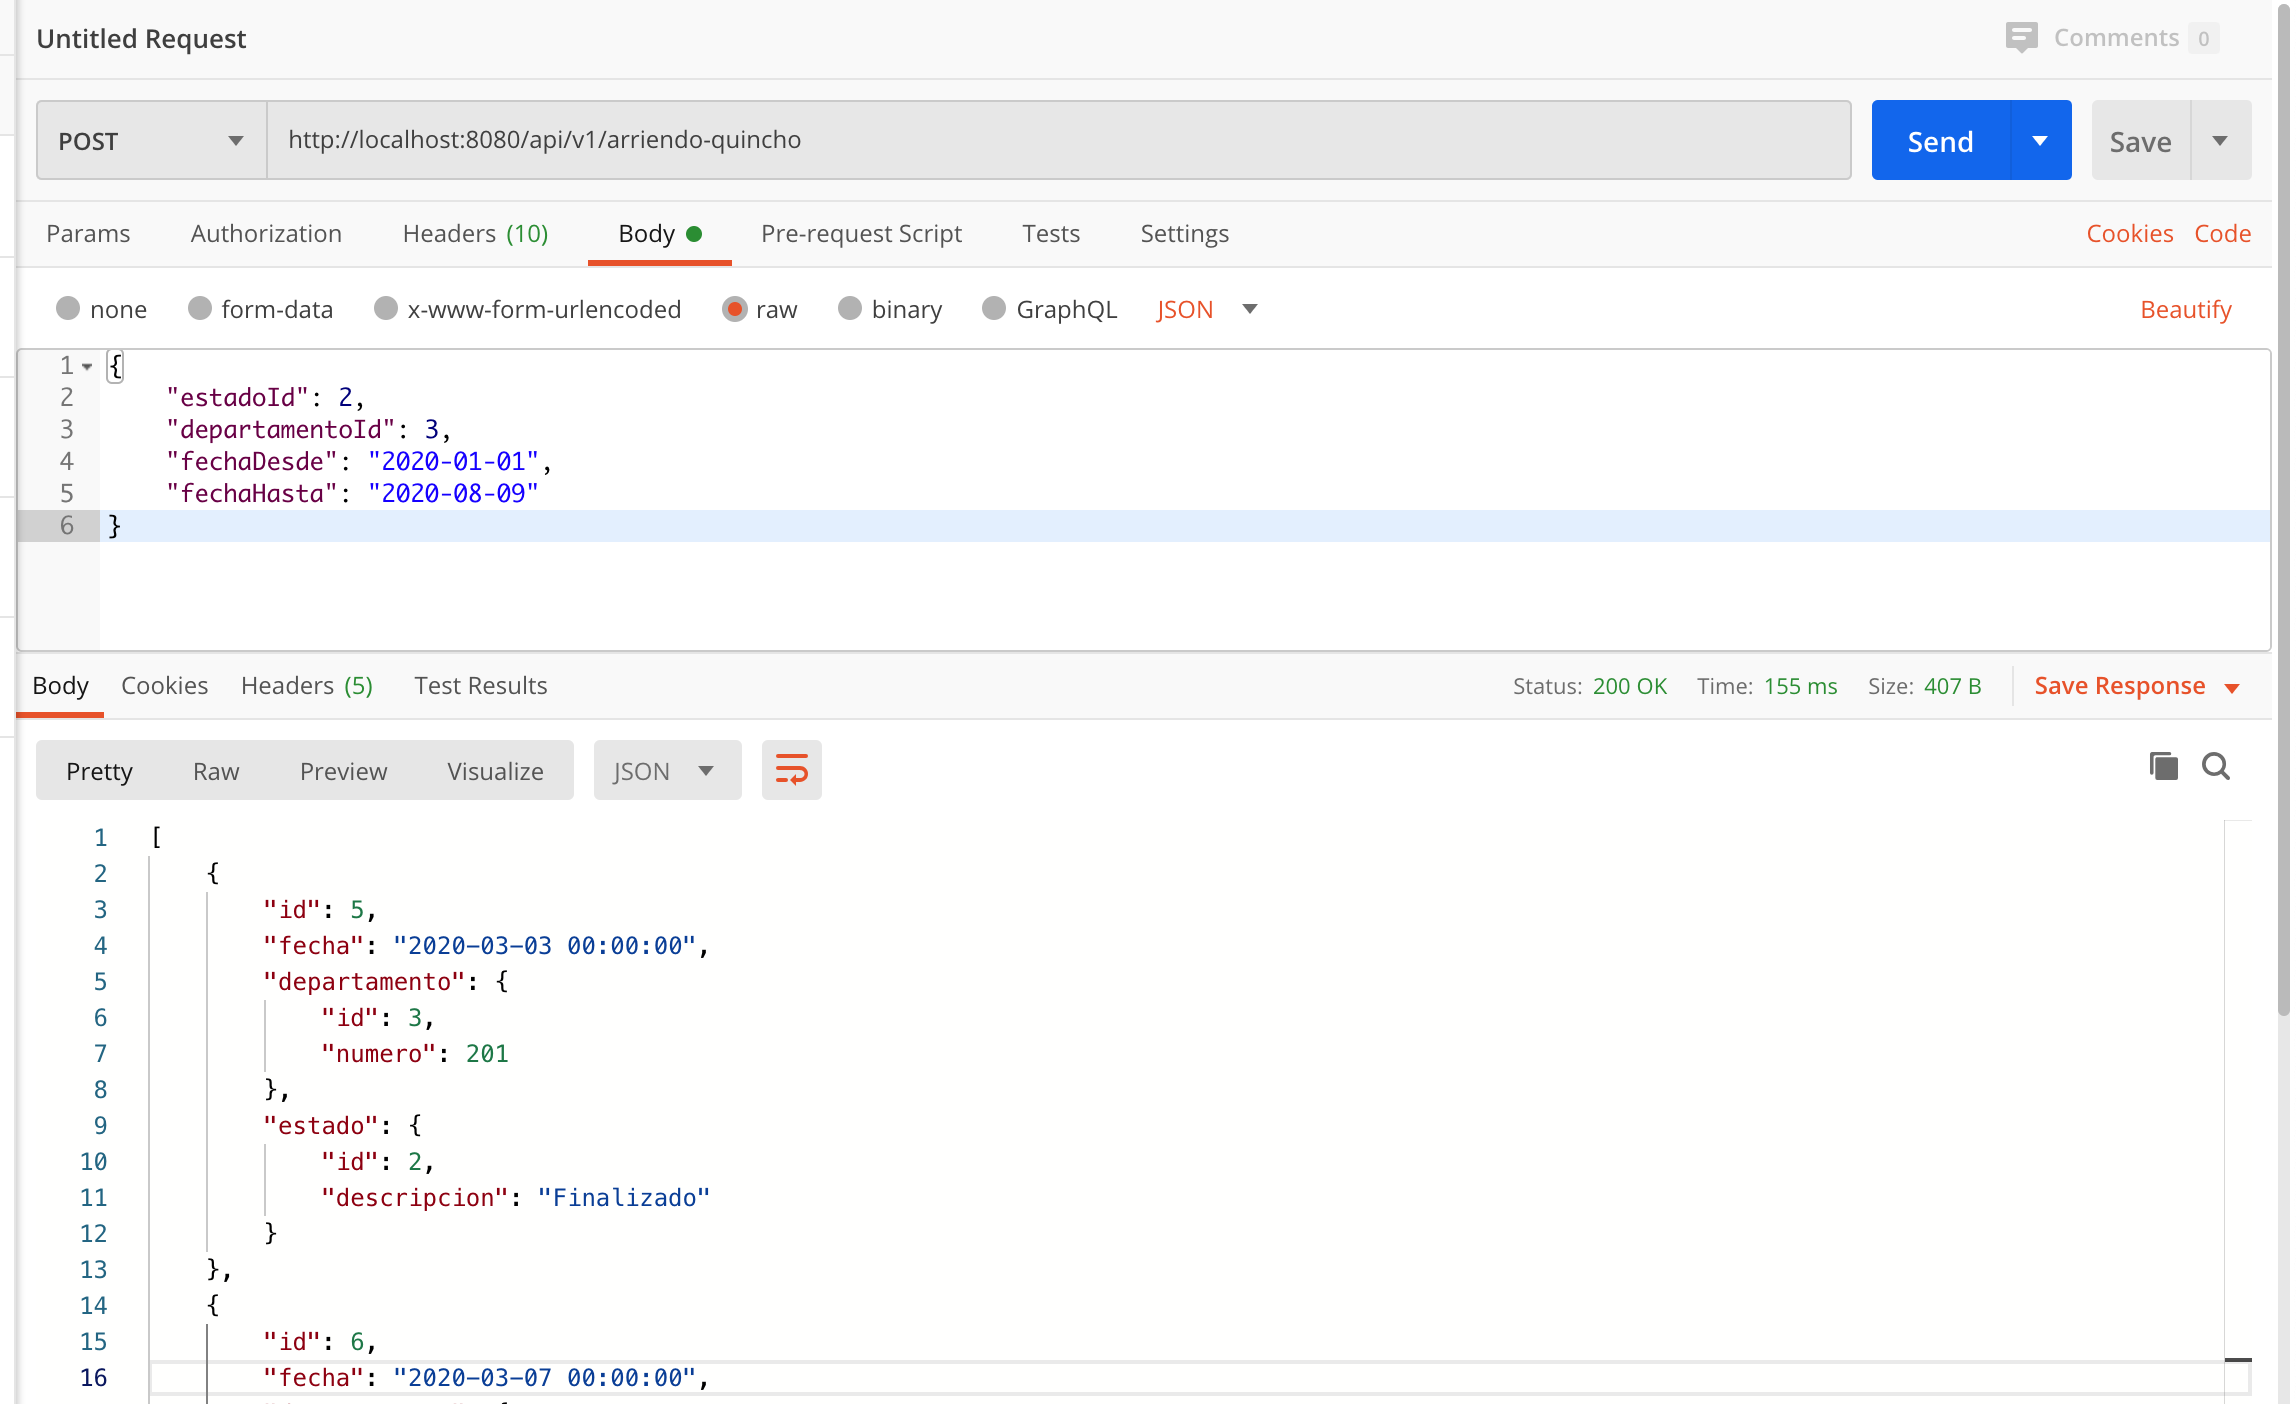 Untitled Request
Comments 0
POST http://localhost:8080/api/v1/arriendo-quincho Send Save
Params Authorization Headers (10) Body Pre-request Script Tests Settings Cookies Code
none form-data x-www-form-urlencoded raw binary GraphQL JSON Beautify
1 {
2 "estadoId": 2,
3 "departamentoId": 3,
4 "fechaDesde": "2020-01-01",
5 "fechaHasta": "2020-08-09"
6 }
Body Cookies Headers (5) Test Results Status: 200 OK Time: 155 ms Size: 407 B Save Response
Pretty Raw Preview Visualize JSON
1 [
2 {
3 "id": 5,
4 "fecha": "2020-03-03 00:00:00",
5 "departamento": {
6 "id": 3,
7 "numero": 201
8 },
9 "estado": {
10 "id": 2,
11 "descripcion": "Finalizado"
12 }
13 },
14 {
15 "id": 6,
16 "fecha": "2020-03-07 00:00:00",